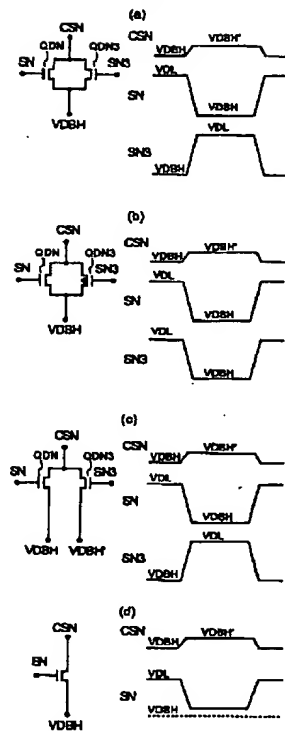 (a)
CSN
QDN QDN3
SN SN3
VDBH
CSN
VDBH VDBH'
VDL
SN
VDBH
SN3
VDL
VDBH
(b)
CSN
QDN QDN3
SN SN3
VDBH
CSN
VDBH VDBH'
VDL
SN
VDBH
VDL
SN3
VDBH
(c)
CSN
QDN QDN3
SN SN3
VDBH VDBH'
CSN
VDBH VDBH'
VDL
SN
VDBH
VDL
SN3
VDBH
(d)
CSN
SN
VDBH
CSN
VDBH VDBH'
VDL
SN
VDBH